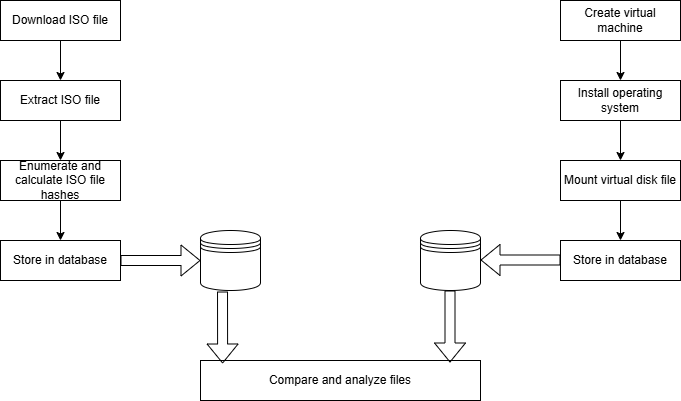 Download ISO file
Extract ISO file
Enumerate and
calculate ISO file
hashes
Store in database
Create virtual
machine
Install operating
system
Mount virtual disk file
Store in database
Compare and analyze files